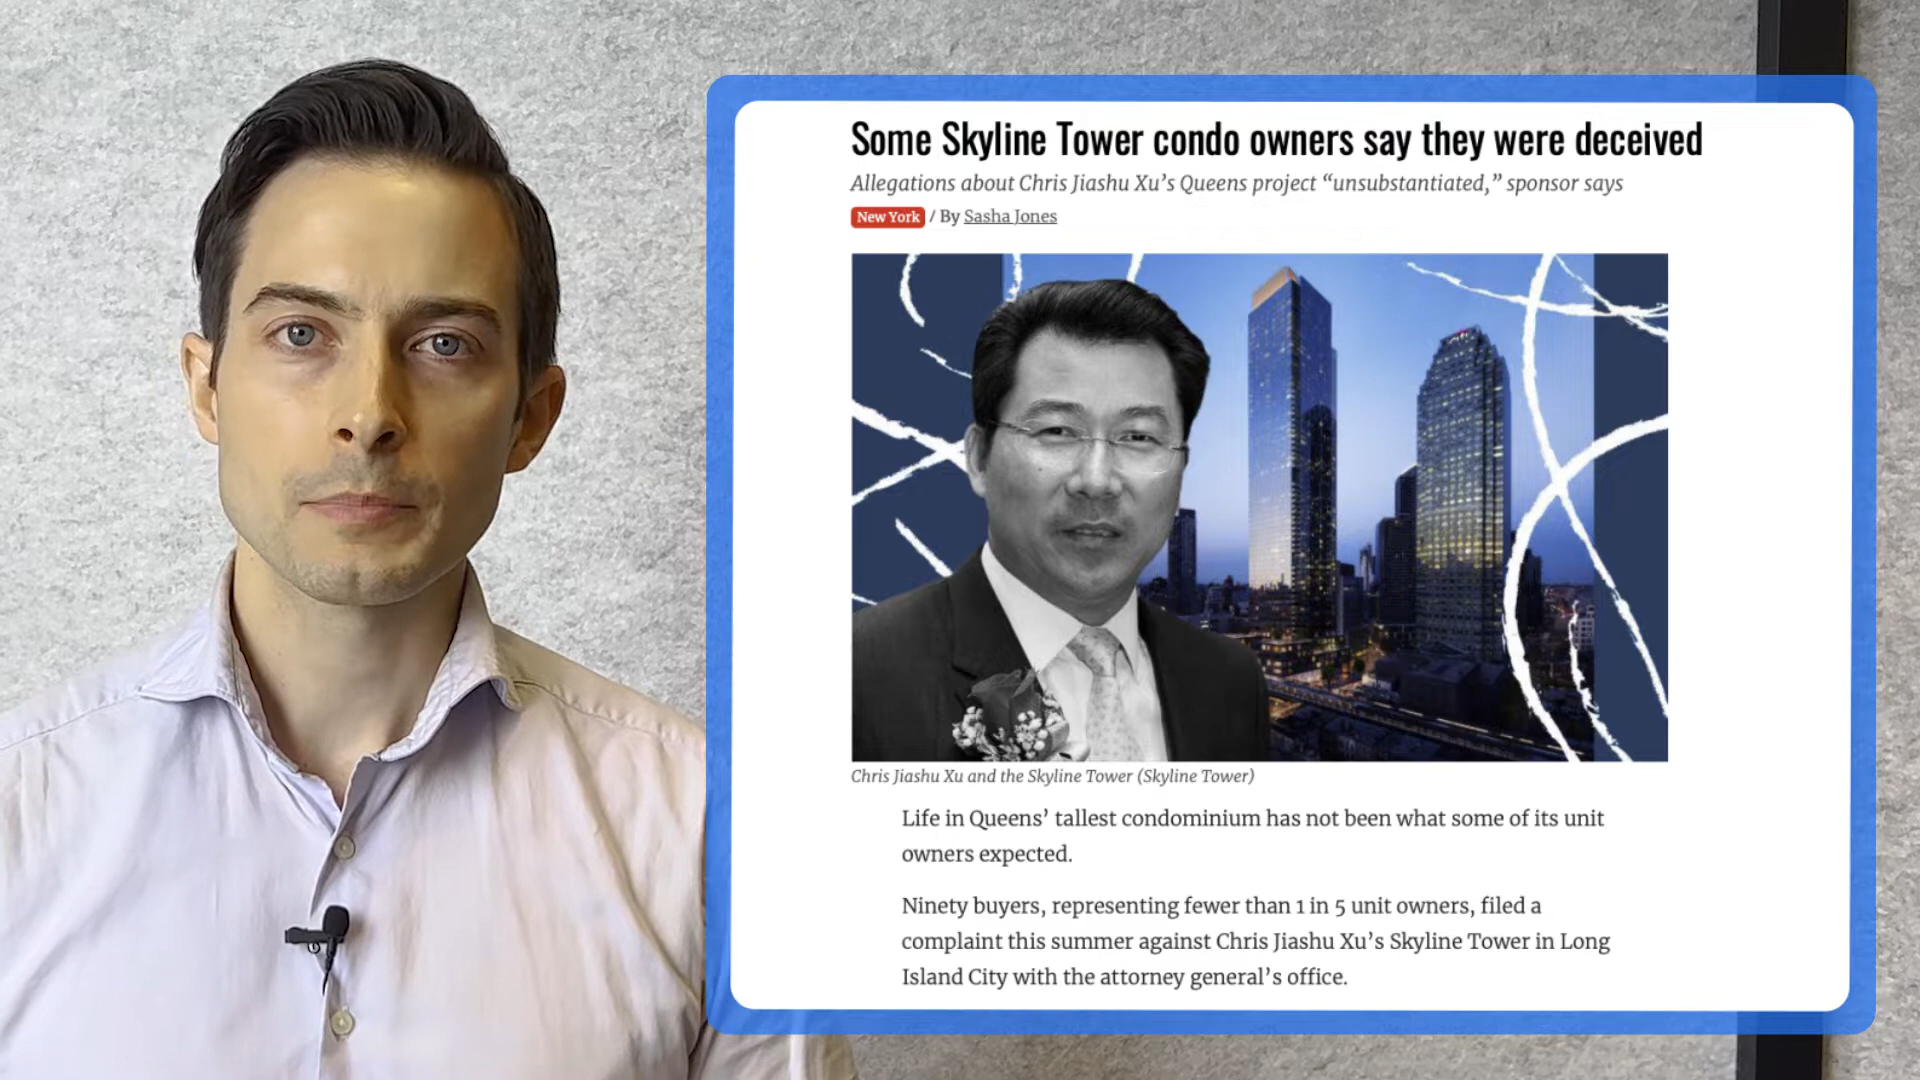 Some Skyline Tower condo owners say they were deceived
Allegations about Chris Jiashu Xu’s Queens project “unsubstantiated,” sponsor says
New York / By Sasha Jones
Chris Jiashu Xu and the Skyline Tower (Skyline Tower)
Life in Queens’ tallest condominium has not been what some of its unit
owners expected.
Ninety buyers, representing fewer than 1 in 5 unit owners, filed a
complaint this summer against Chris Jiashu Xu’s Skyline Tower in Long
Island City with the attorney general’s office.